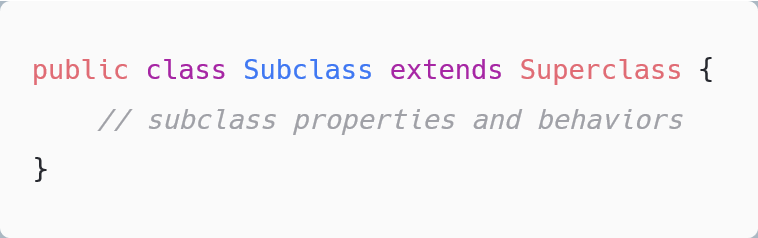 public class Subclass extends Superclass {
    // subclass properties and behaviors
}